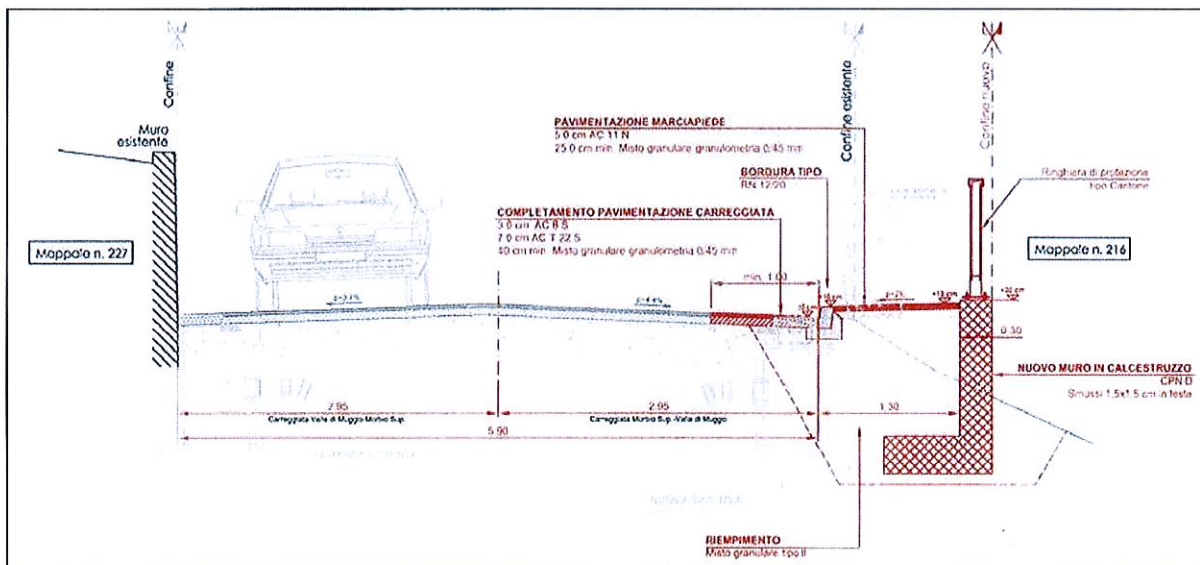 Confine
Muro
esistente
Mappale n. 227
PAVIMENTAZIONE MARCIAPIEDE
5.0 cm AC 11 N
25.0 cm min. Misto granulare granulometria 0.45 mm
BORDURA TIPO
RN 12/20
COMPLETAMENTO PAVIMENTAZIONE CARREGGIATA
3.0 cm AC 8 S
7.0 cm AC T 22 S
40 cm min. Misto granulare granulometria 0.45 mm
min. 1.00
Confine esistente
Confine nuovo
Ringhiera di protezione
tipo Cantone
Mappale n. 216
p=2%
+13 cm
0.30
NUOVO MURO IN CALCESTRUZZO
CPN D
Smussi 1.5x1.5 cm in testa
2.95
2.95
1.30
Carreggiata Valle di Muggio-Morbio Sup.
Carreggiata Morbio Sup.-Valle di Muggio
5.90
RIEMPIMENTO
Misto granulare tipo II